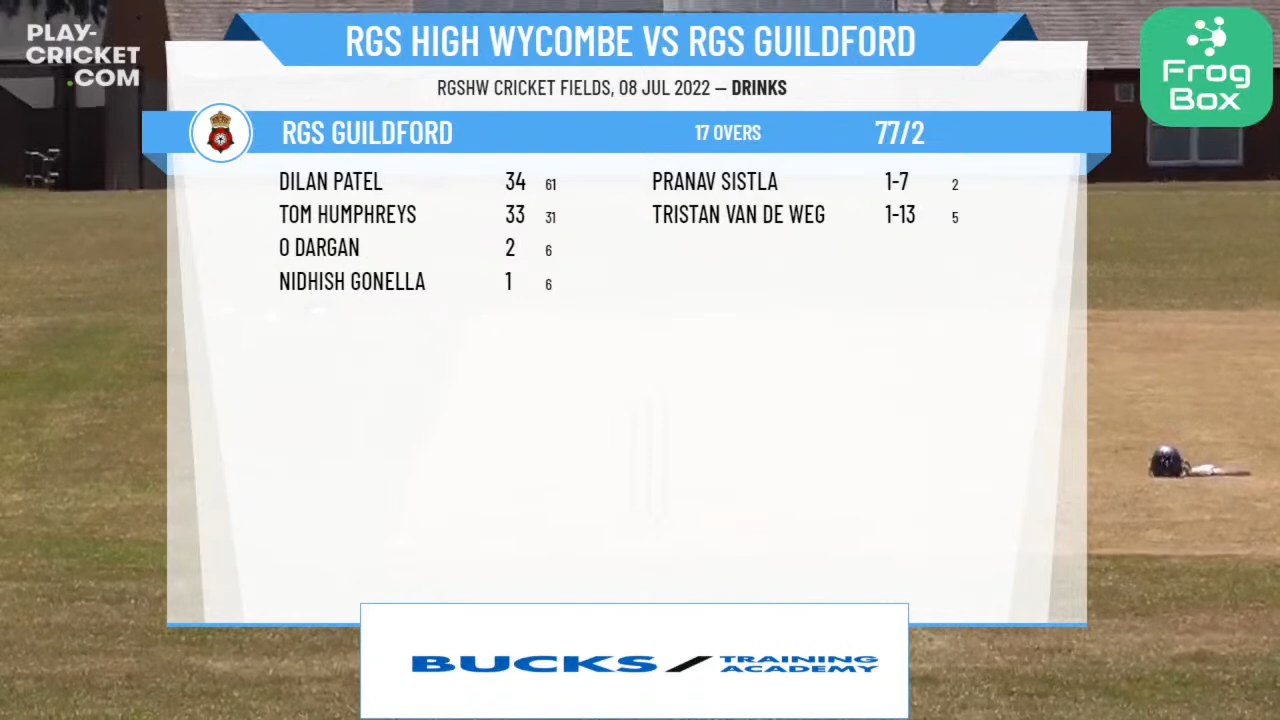 PLAY-
CRICKET
.COM
RGS HIGH WYCOMBE VS RGS GUILDFORD
Frog
Box
RGSHW CRICKET FIELDS, 08 JUL 2022 – DRINKS
RGS GUILDFORD 17 OVERS 77/2
DILAN PATEL 34 61 PRANAV SISTLA 1-7 2
TOM HUMPHREYS 33 31 TRISTAN VAN DE WEG 1-13 5
O DARGAN 2 6
NIDHISH GONELLA 1 6
BUCKS TRAINING
ACADEMY